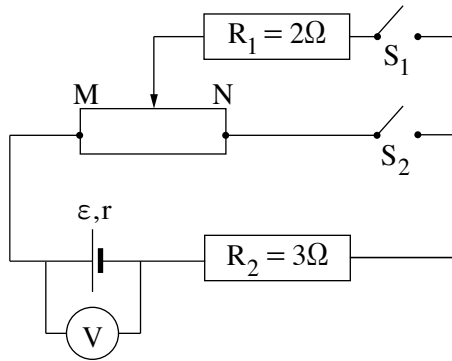 R₁ = 2Ω
S₁
M N
S₂
ε,r
R₂ = 3Ω
V